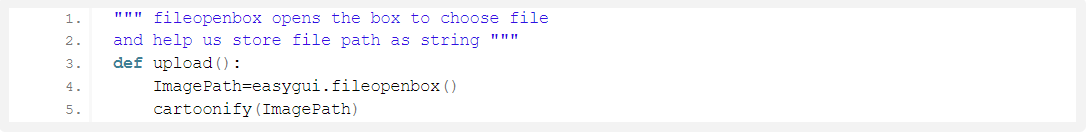 1. """ fileopenbox opens the box to choose file
2. and help us store file path as string """
3. def upload():
4.     ImagePath=easygui.fileopenbox()
5.     cartoonify(ImagePath)